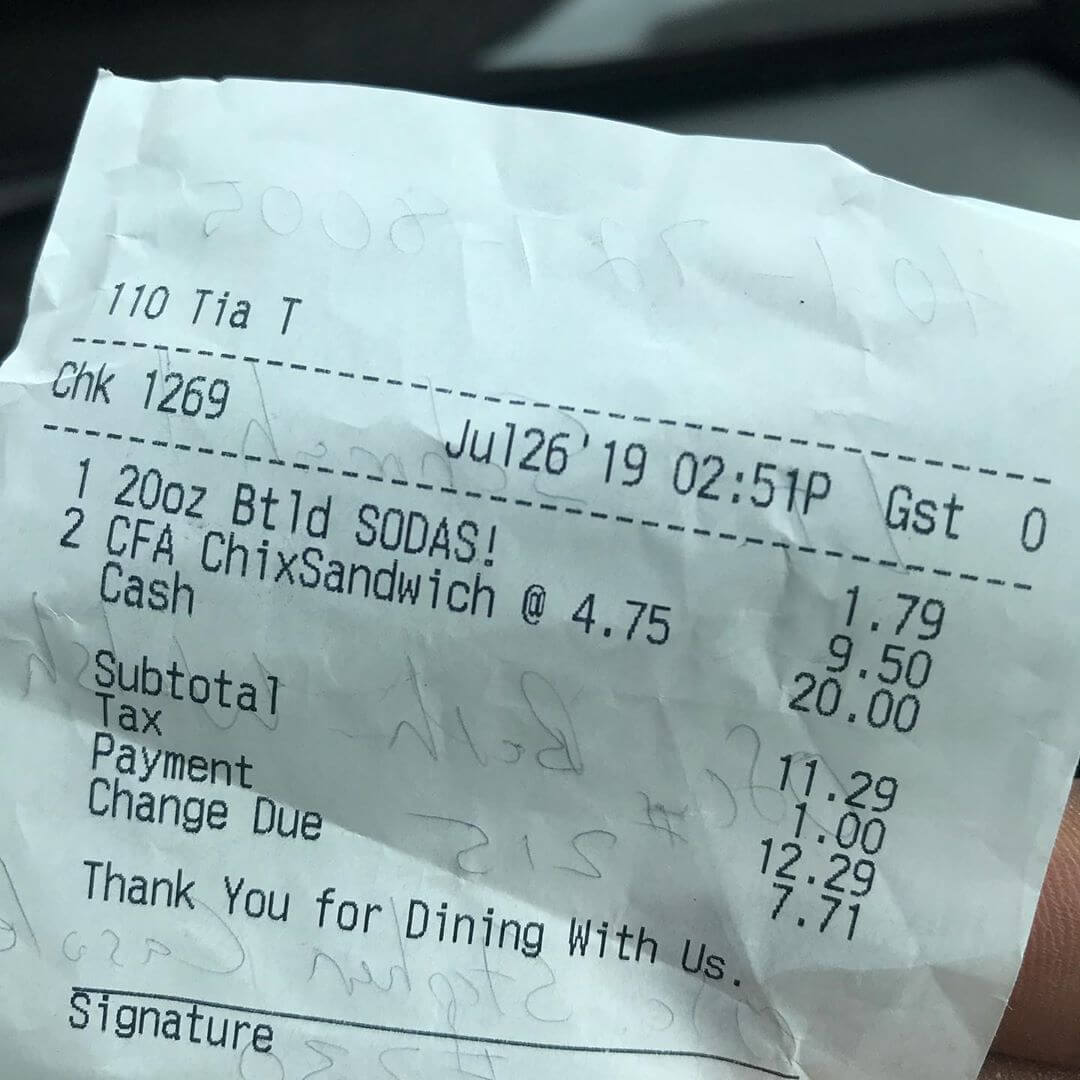 110 Tia T
Chk 1269 Jul26'19 02:51P Gst 0
1 20oz Btld SODAS! 1.79
2 CFA ChixSandwich @ 4.75 9.50
Cash 20.00
Subtotal 11.29
Tax 1.00
Payment 12.29
Change Due 7.71
Thank You for Dining With Us.
Signature